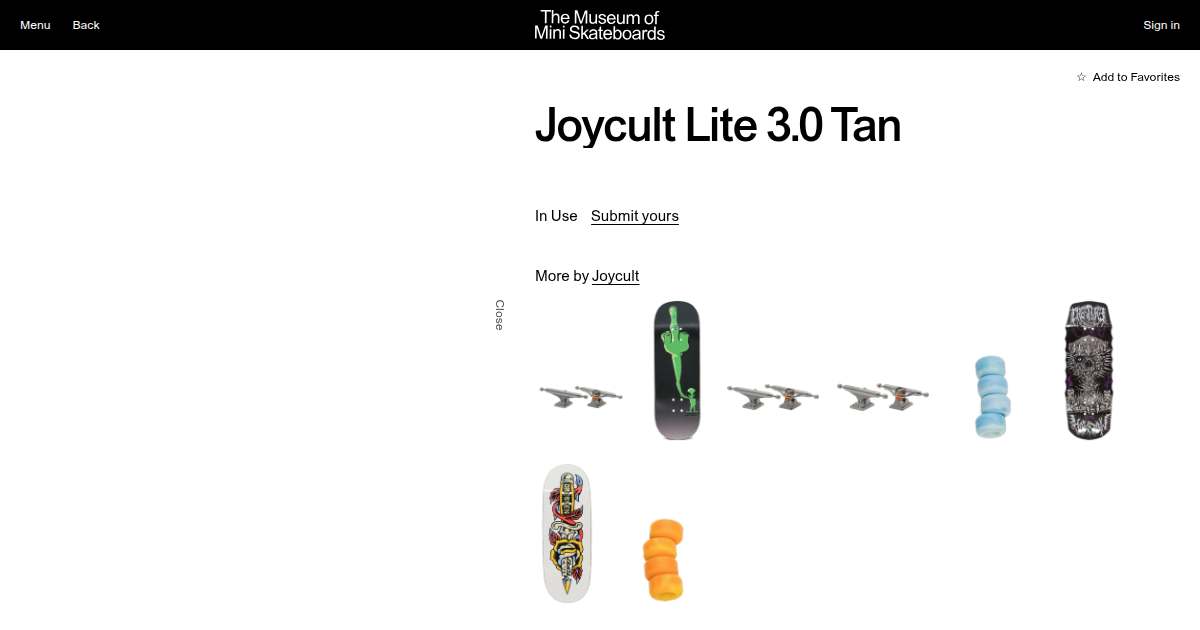 Menu
Back
The Museum of
Mini Skateboards
Sign in
☆ Add to Favorites
Joycult Lite 3.0 Tan
In Use Submit yours
More by Joycult
Close